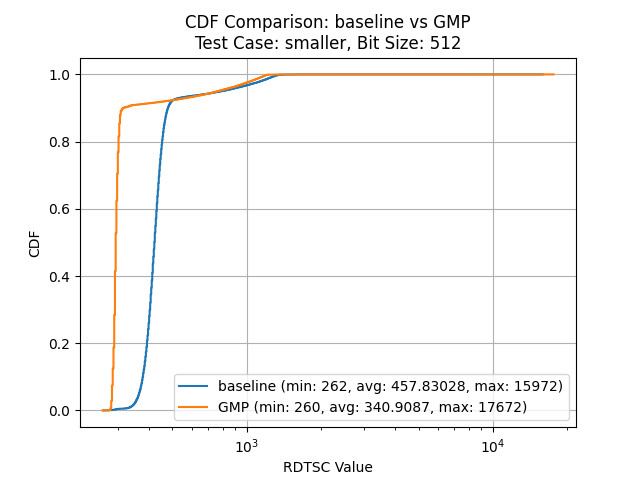 CDF Comparison: baseline vs GMP
Test Case: smaller, Bit Size: 512
CDF
1.0
0.8
0.6
0.4
0.2
0.0
baseline (min: 262, avg: 457.83028, max: 15972)
GMP (min: 260, avg: 340.9087, max: 17672)
10³
10⁴
RDTSC Value